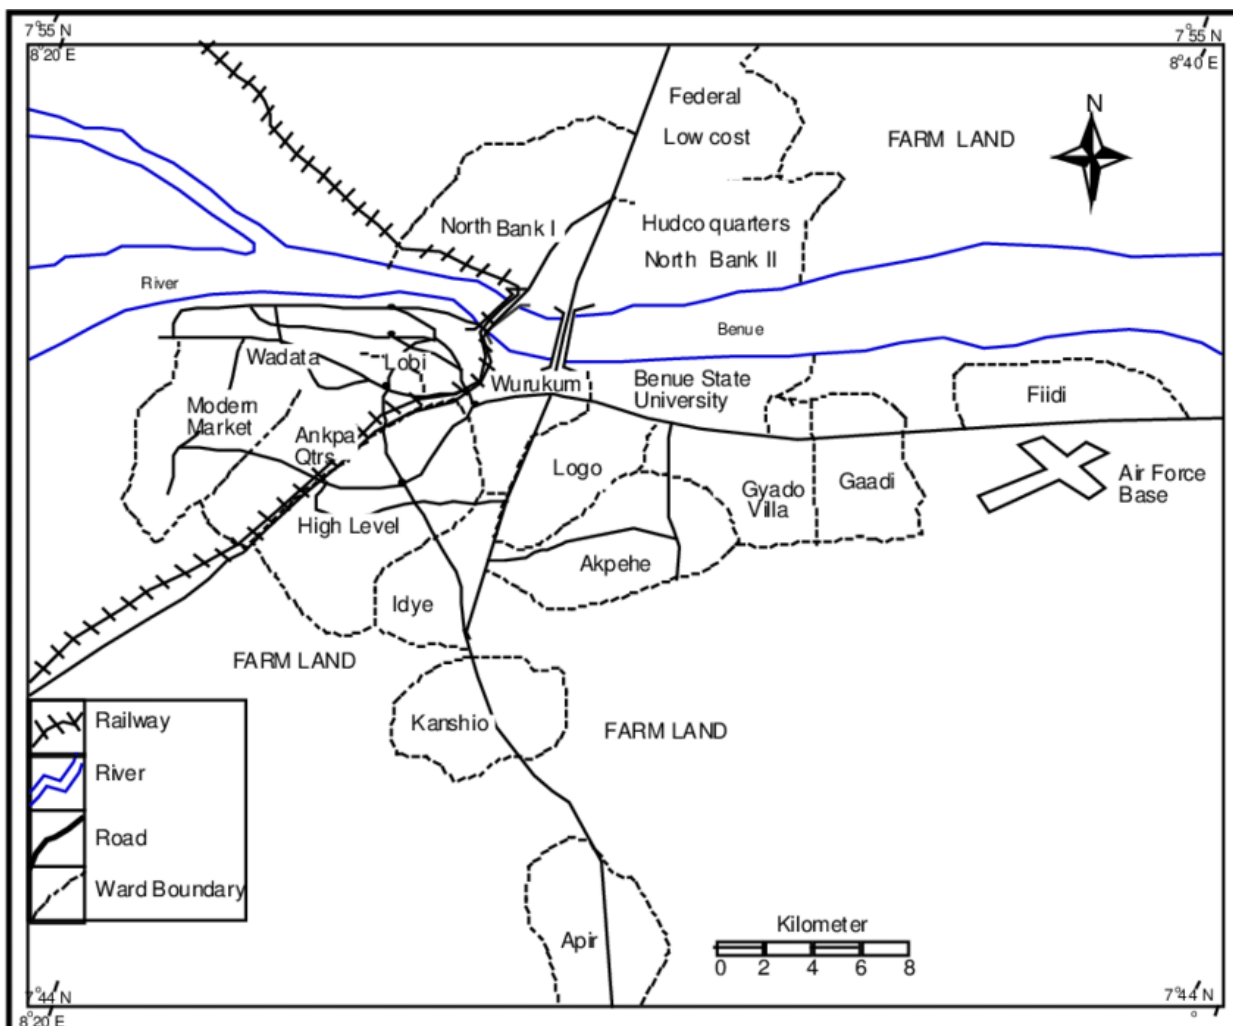 7°55 N
8°20 E
7°55 N
8°40 E
N
Federal
Low cost
FARM LAND
North Bank I
Hudco quarters
North Bank II
River
Benue
Wadata
Lobi
Wurukum
Benue State
University
Fiidi
Modern
Market
Ankpa
Qtrs
Logo
Gyado
Villa
Gaadi
Air Force
Base
High Level
Akpehe
Idye
FARM LAND
Kanshio
FARM LAND
Railway
River
Road
Ward Boundary
Apir
Kilometer
0 2 4 6 8
7°44 N
8°20 E
7°44 N